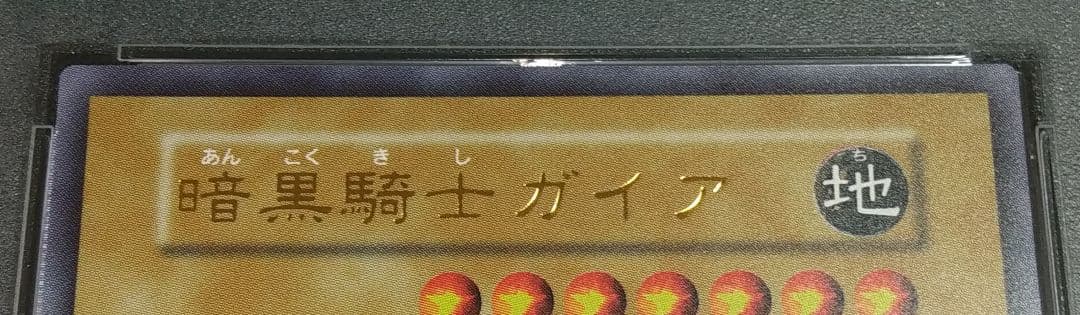 あんこくきし
暗黒騎士ガイア
ち
地